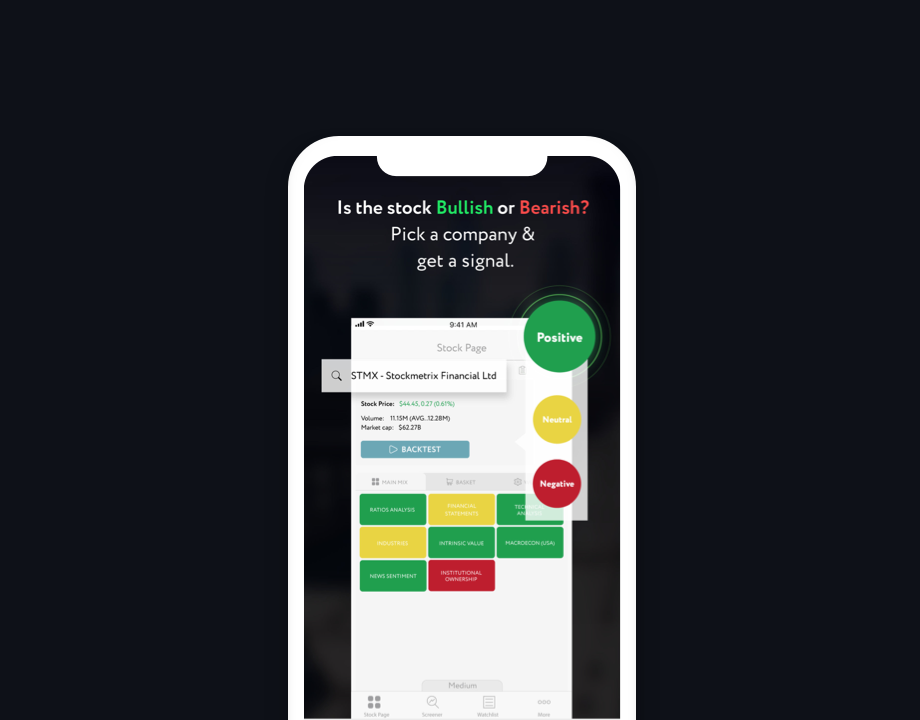 Is the stock Bullish or Bearish?
Pick a company &
get a signal.
Positive
9:41 AM
Stock Page
STMX - Stockmetrix Financial Ltd
Stock Price: $44.45, 0.27 (0.61%)
Volume: 11.15M (AVG. 12.28M)
Market cap: $62.27B
Neutral
BACKTEST
Negative
MAIN MIX
BASKET
RATIOS ANALYSIS
FINANCIAL
STATEMENTS
INDUSTRIES
INTRINSIC VALUE
MACROECON (USA)
NEWS SENTIMENT
INSTITUTIONAL
OWNERSHIP
Medium
Stock Page
Screener
Watchlist
More